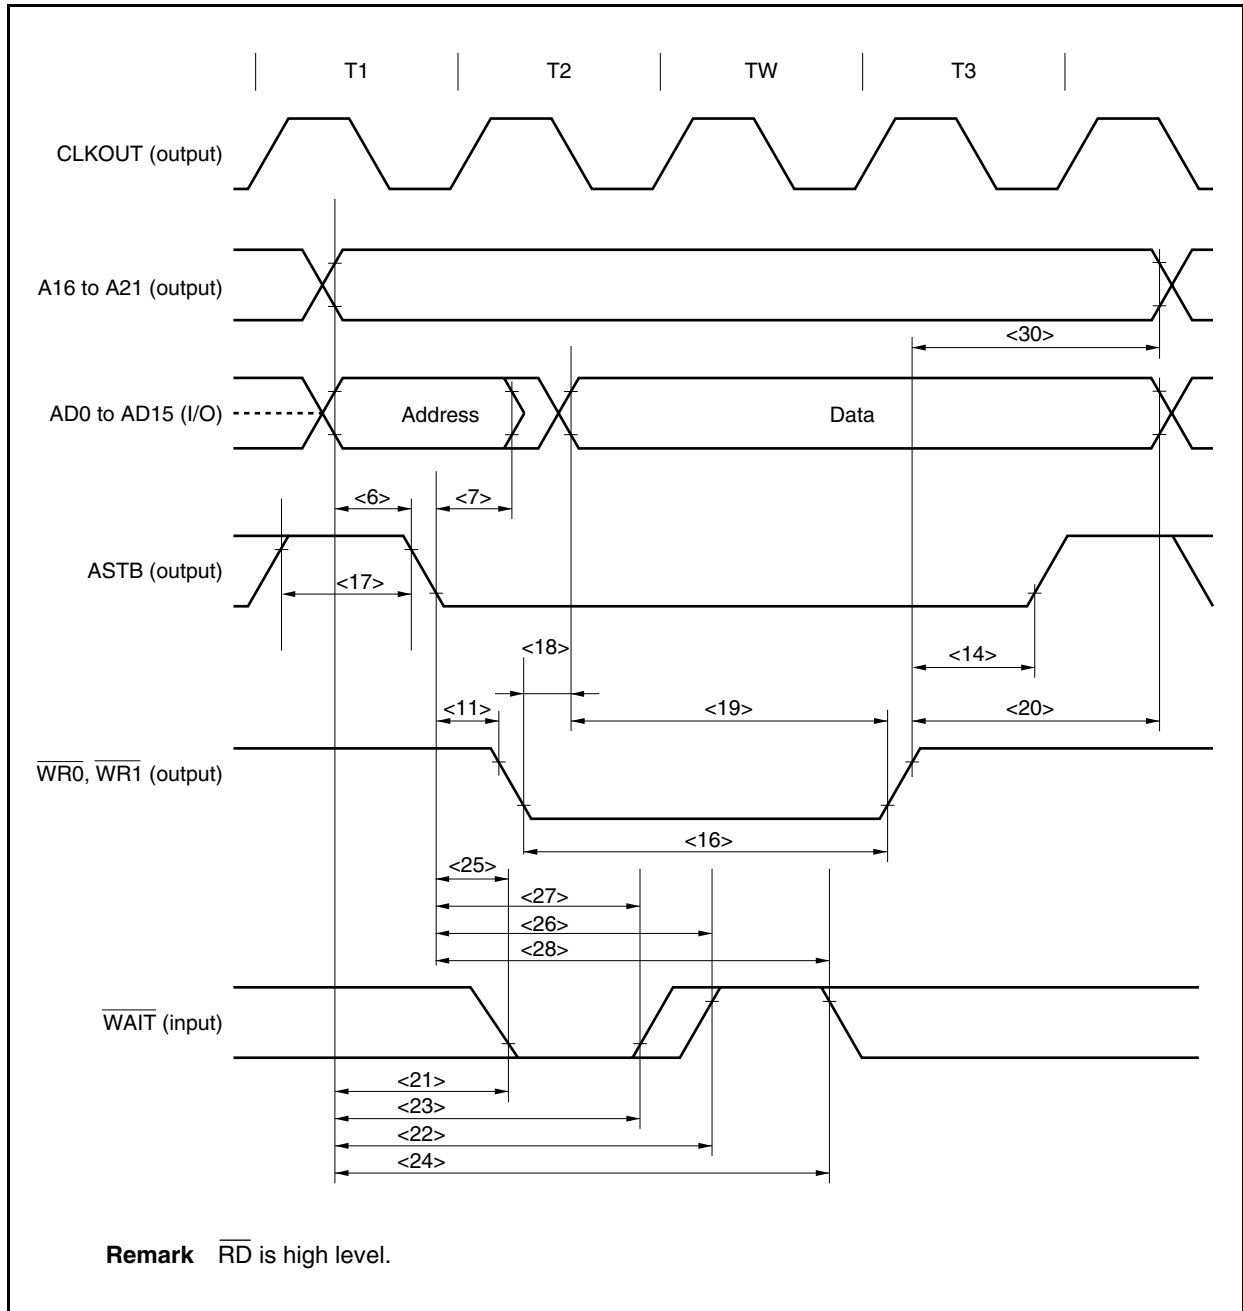 T1 T2 TW T3
CLKOUT (output)
A16 to A21 (output)
<30>
AD0 to AD15 (I/O) Address Data
<6> <7>
ASTB (output)
<17>
<18> <14>
<11> <19> <20>
WR0, WR1 (output)
<16>
<25>
<27>
<26>
<28>
WAIT (input)
<21>
<23>
<22>
<24>
Remark RD is high level.